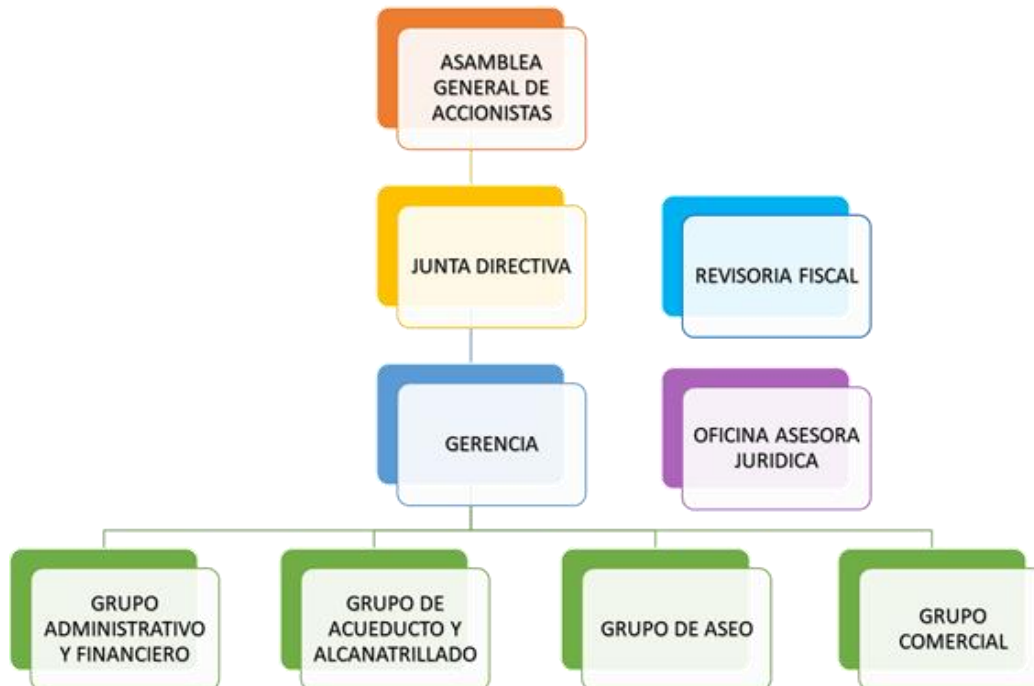 ASAMBLEA
GENERAL DE
ACCIONISTAS
JUNTA DIRECTIVA
REVISORIA FISCAL
GERENCIA
OFICINA ASESORA
JURIDICA
GRUPO
ADMINISTRATIVO
Y FINANCIERO
GRUPO DE
ACUEDUCTO Y
ALCANATRILLADO
GRUPO DE ASEO
GRUPO
COMERCIAL